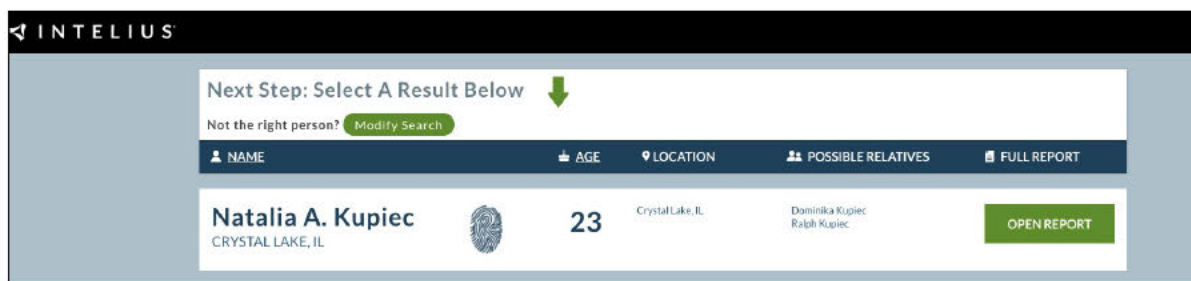 INTELIUS
Next Step: Select A Result Below
Not the right person? Modify Search
NAME AGE LOCATION POSSIBLE RELATIVES FULL REPORT
Natalia A. Kupiec 23 Crystal Lake, IL Dominika Kupiec OPEN REPORT
CRYSTAL LAKE, IL Ralph Kupiec